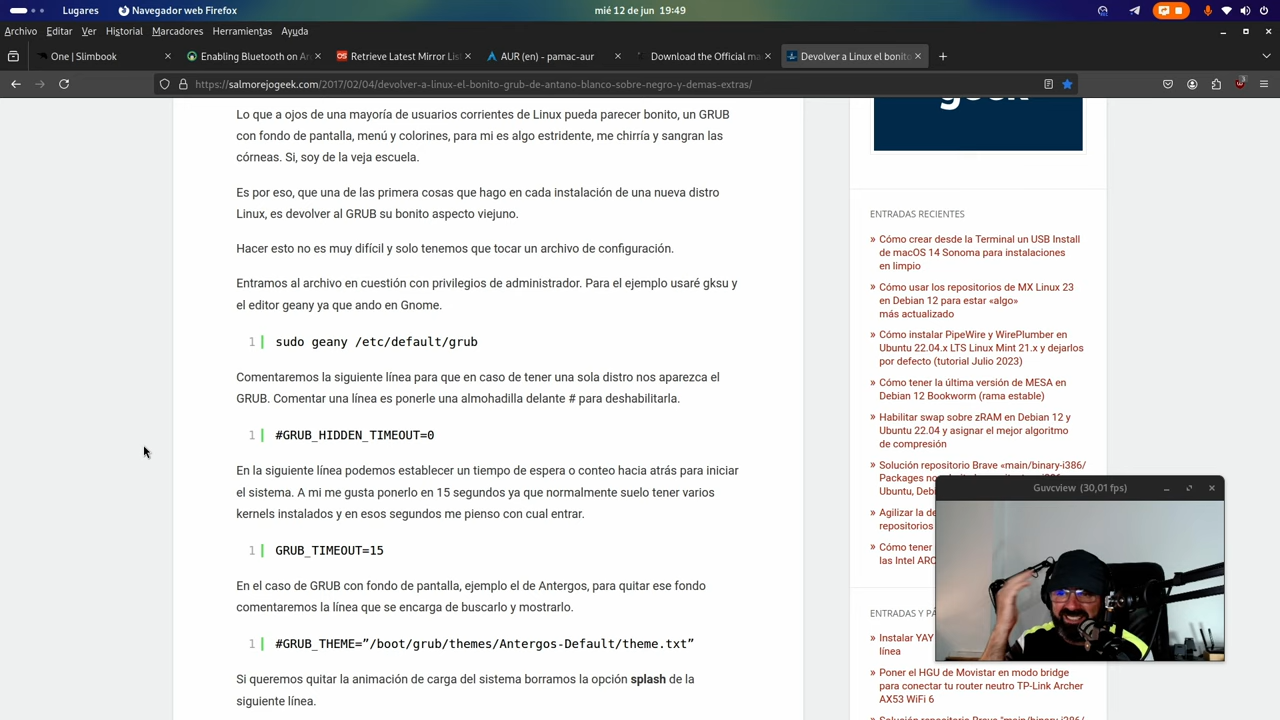 Lugares
Navegador web Firefox
mié 12 de jun 19:49
Archivo Editar Ver Historial Marcadores Herramientas Ayuda
One | Slimbook
Enabling Bluetooth on Ar
Retrieve Latest Mirror Lis
AUR (en) - pamac-aur
Download the Official ma
Devolver a Linux el bonito
https://salmorejogeek.com/2017/02/04/devolver-a-linux-el-bonito-grub-de-antano-blanco-sobre-negro-y-demas-extras/
Lo que a ojos de una mayoría de usuarios corrientes de Linux pueda parecer bonito, un GRUB
con fondo de pantalla, menú y colorines, para mi es algo estridente, me chirría y sangran las
córneas. Si, soy de la veja escuela.
Es por eso, que una de las primera cosas que hago en cada instalación de una nueva distro
Linux, es devolver al GRUB su bonito aspecto viejuno.
Hacer esto no es muy difícil y solo tenemos que tocar un archivo de configuración.
Entramos al archivo en cuestión con privilegios de administrador. Para el ejemplo usaré gksu y
el editor geany ya que ando en Gnome.
1 sudo geany /etc/default/grub
Comentaremos la siguiente línea para que en caso de tener una sola distro nos aparezca el
GRUB. Comentar una línea es ponerle una almohadilla delante # para deshabilitarla.
1 #GRUB_HIDDEN_TIMEOUT=0
En la siguiente línea podemos establecer un tiempo de espera o conteo hacia atrás para iniciar
el sistema. A mi me gusta ponerlo en 15 segundos ya que normalmente suelo tener varios
kernels instalados y en esos segundos me pienso con cual entrar.
1 GRUB_TIMEOUT=15
En el caso de GRUB con fondo de pantalla, ejemplo el de Antergos, para quitar ese fondo
comentaremos la línea que se encarga de buscarlo y mostrarlo.
1 #GRUB_THEME=”/boot/grub/themes/Antergos-Default/theme.txt”
Si queremos quitar la animación de carga del sistema borramos la opción splash de la
siguiente línea.
geek
ENTRADAS RECIENTES
» Cómo crear desde la Terminal un USB Install
de macOS 14 Sonoma para instalaciones
en limpio
» Cómo usar los repositorios de MX Linux 23
en Debian 12 para estar «algo»
más actualizado
» Cómo instalar PipeWire y WirePlumber en
Ubuntu 22.04.x LTS Linux Mint 21.x y dejarlos
por defecto (tutorial Julio 2023)
» Cómo tener la última versión de MESA en
Debian 12 Bookworm (rama estable)
» Habilitar swap sobre zRAM en Debian 12 y
Ubuntu 22.04 y asignar el mejor algoritmo
de compresión
» Solución repositorio Brave «main/binary-i386/
Packages no
Ubuntu, Deb
» Agilizar la de
repositorios
» Cómo tener
las Intel ARC
ENTRADAS Y PÁ
» Instalar YAY
línea
» Poner el HGU de Movistar en modo bridge
para conectar tu router neutro TP-Link Archer
AX53 WiFi 6
» Solución repositorio Brave "main/binary-i386/
Guvcview (30,01 fps)